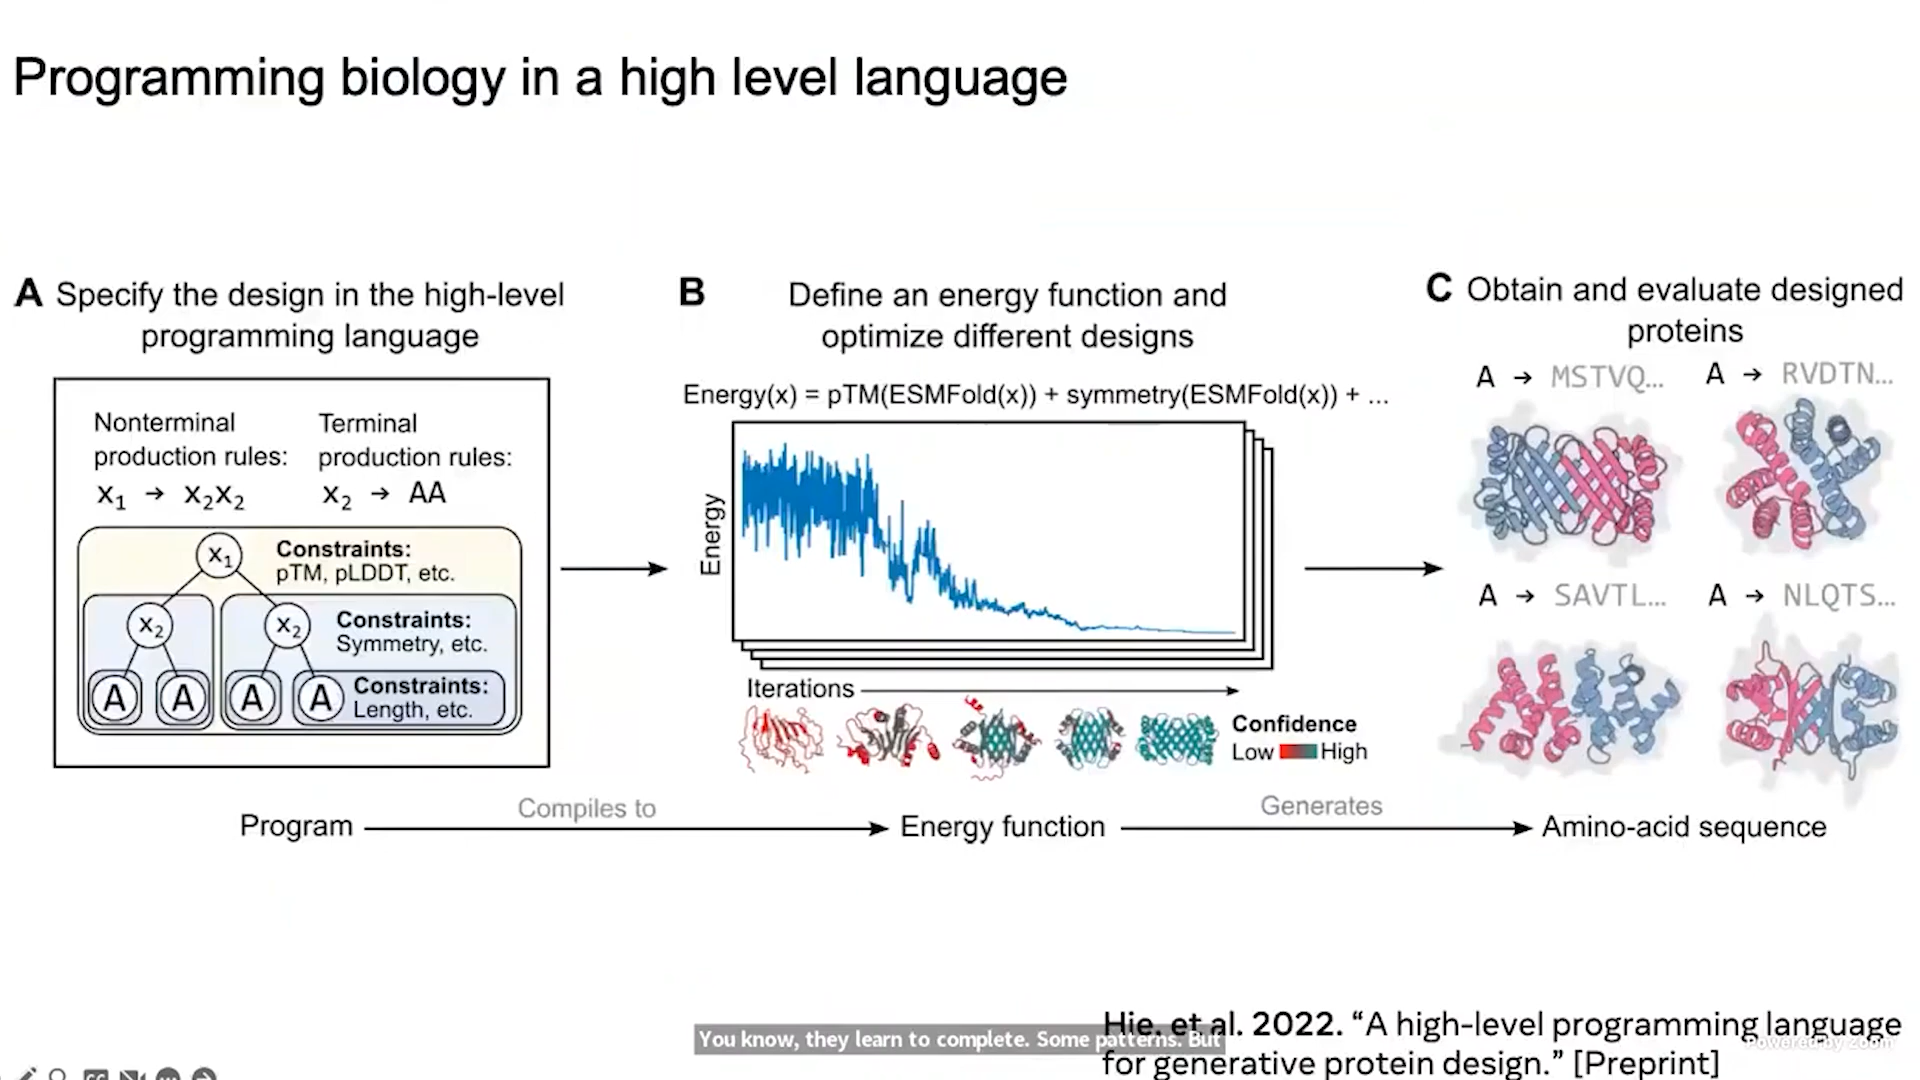 Programming biology in a high level language
A Specify the design in the high-level
programming language
Nonterminal
production rules:
x₁ → x₂x₂
Terminal
production rules:
x₂ → AA
x₁
Constraints:
pTM, pLDDT, etc.
x₂
x₂
Constraints:
Symmetry, etc.
A
A
A
A
Constraints:
Length, etc.
B Define an energy function and
optimize different designs
Energy(x) = pTM(ESMFold(x)) + symmetry(ESMFold(x)) + ...
Energy
Iterations
Confidence
Low High
C Obtain and evaluate designed
proteins
A → MSTVQ...
A → RVDTN...
A → SAVTL...
A → NLQTS...
Program
Compiles to
Energy function
Generates
Amino-acid sequence
Hie, et al. 2022. “A high-level programming language
for generative protein design.” [Preprint]
You know, they learn to complete. Some patterns. But
Powered by Zoom
CC